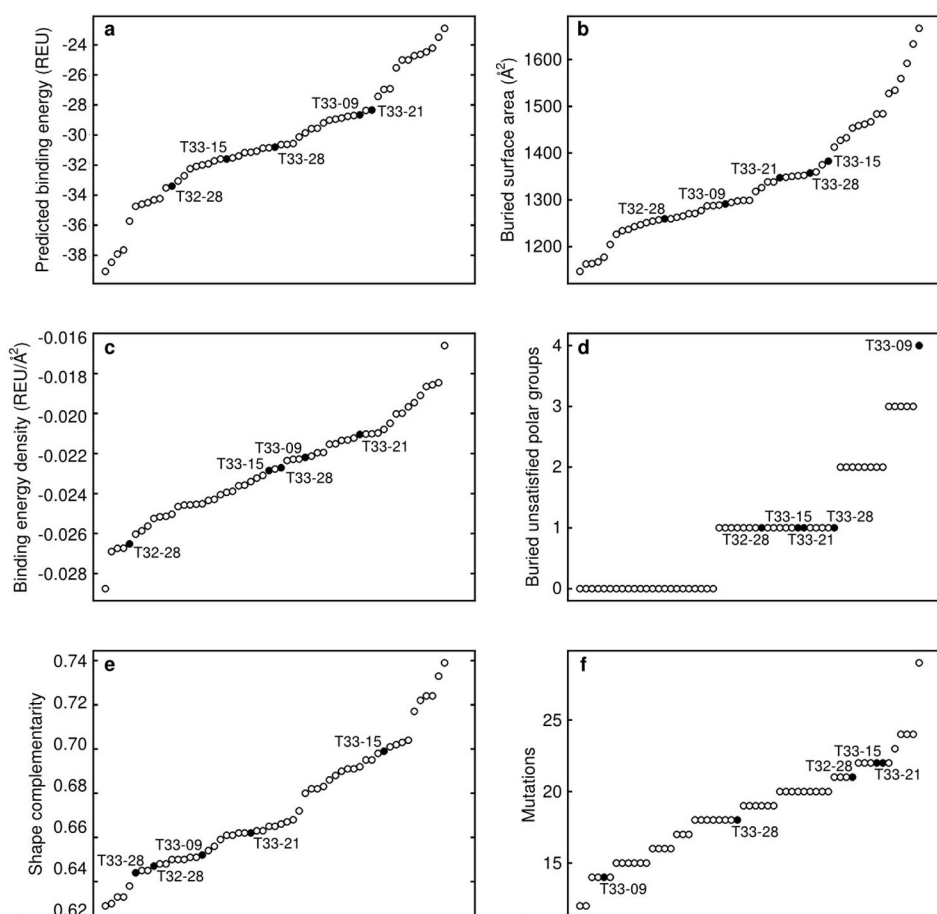 a
Predicted binding energy (REU)
-24
-26
-28
-30
-32
-34
-36
-38
T33-09
T33-21
T33-15
T33-28
T32-28
b
Buried surface area (Å²)
1600
1500
1400
1300
1200
T33-21
T33-15
T33-09
T33-28
T32-28
c
Binding energy density (REU/Å²)
-0.016
-0.018
-0.020
-0.022
-0.024
-0.026
-0.028
T33-09
T33-21
T33-15
T33-28
T32-28
d
Buried unsatisfied polar groups
4
3
2
1
0
T33-09
T33-15
T33-28
T32-28
T33-21
e
Shape complementarity
0.74
0.72
0.70
0.68
0.66
0.64
0.62
T33-15
T33-09
T33-21
T33-28
T32-28
f
Mutations
25
20
15
T33-15
T32-28
T33-21
T33-28
T33-09